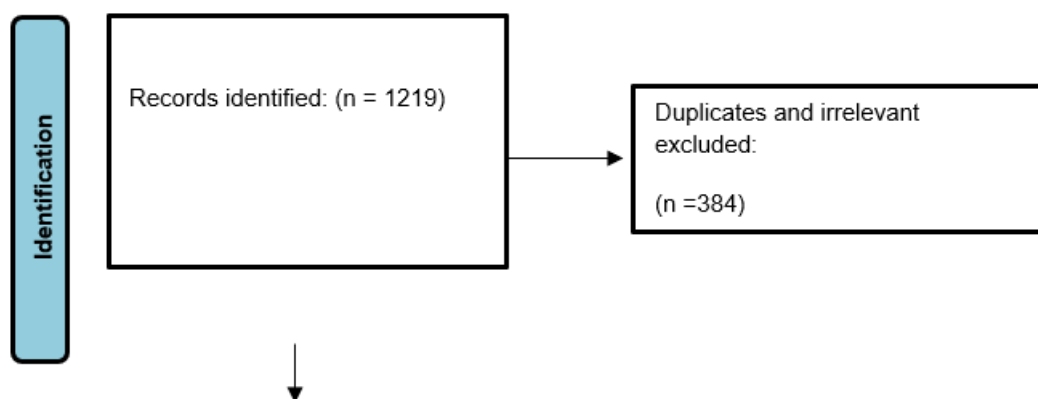 Identification
Records identified: (n = 1219)
Duplicates and irrelevant
excluded:
(n =384)